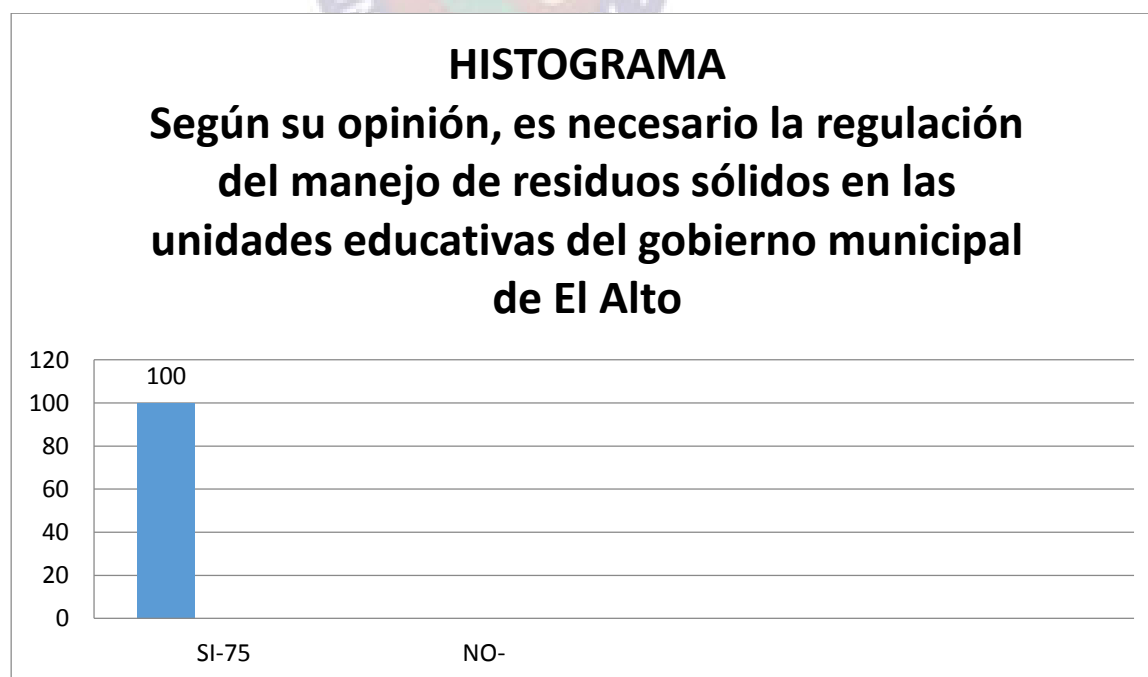 HISTOGRAMA
Según su opinión, es necesario la regulación
del manejo de residuos sólidos en las
unidades educativas del gobierno municipal
de El Alto
120
100
100
80
60
40
20
0
SI-75 NO-